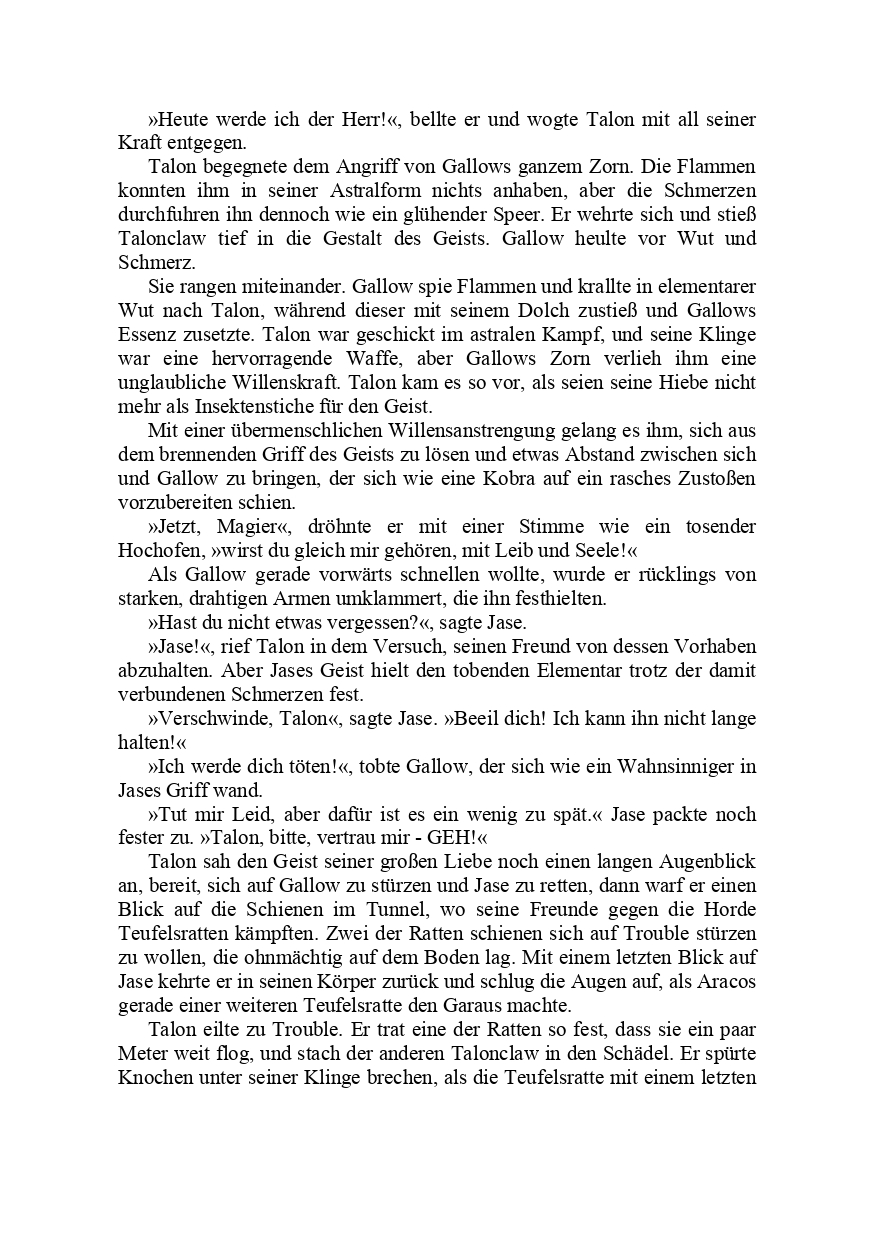 »Heute werde ich der Herr!«, bellte er und wogte Talon mit all seiner
Kraft entgegen.
Talon begegnete dem Angriff von Gallows ganzem Zorn. Die Flammen
konnten ihm in seiner Astralform nichts anhaben, aber die Schmerzen
durchfuhren ihn dennoch wie ein glühender Speer. Er wehrte sich und stieß
Talonclaw tief in die Gestalt des Geists. Gallow heulte vor Wut und
Schmerz.
Sie rangen miteinander. Gallow spie Flammen und krallte in elementarer
Wut nach Talon, während dieser mit seinem Dolch zustieß und Gallows
Essenz zusetzte. Talon war geschickt im astralen Kampf, und seine Klinge
war eine hervorragende Waffe, aber Gallows Zorn verlieh ihm eine
unglaubliche Willenskraft. Talon kam es so vor, als seien seine Hiebe nicht
mehr als Insektenstiche für den Geist.
Mit einer übermenschlichen Willensanstrengung gelang es ihm, sich aus
dem brennenden Griff des Geists zu lösen und etwas Abstand zwischen sich
und Gallow zu bringen, der sich wie eine Kobra auf ein rasches Zustoßen
vorzubereiten schien.
»Jetzt, Magier«, dröhnte er mit einer Stimme wie ein tosender
Hochofen, »wirst du gleich mir gehören, mit Leib und Seele!«
Als Gallow gerade vorwärts schnellen wollte, wurde er rücklings von
starken, drahtigen Armen umklammert, die ihn festhielten.
»Hast du nicht etwas vergessen?«, sagte Jase.
»Jase!«, rief Talon in dem Versuch, seinen Freund von dessen Vorhaben
abzuhalten. Aber Jases Geist hielt den tobenden Elementar trotz der damit
verbundenen Schmerzen fest.
»Verschwinde, Talon«, sagte Jase. »Beeil dich! Ich kann ihn nicht lange
halten!«
»Ich werde dich töten!«, tobte Gallow, der sich wie ein Wahnsinniger in
Jases Griff wand.
»Tut mir Leid, aber dafür ist es ein wenig zu spät.« Jase packte noch
fester zu. »Talon, bitte, vertrau mir - GEH!«
Talon sah den Geist seiner großen Liebe noch einen langen Augenblick
an, bereit, sich auf Gallow zu stürzen und Jase zu retten, dann warf er einen
Blick auf die Schienen im Tunnel, wo seine Freunde gegen die Horde
Teufelsratten kämpften. Zwei der Ratten schienen sich auf Trouble stürzen
zu wollen, die ohnmächtig auf dem Boden lag. Mit einem letzten Blick auf
Jase kehrte er in seinen Körper zurück und schlug die Augen auf, als Aracos
gerade einer weiteren Teufelsratte den Garaus machte.
Talon eilte zu Trouble. Er trat eine der Ratten so fest, dass sie ein paar
Meter weit flog, und stach der anderen Talonclaw in den Schädel. Er spürte
Knochen unter seiner Klinge brechen, als die Teufelsratte mit einem letzten